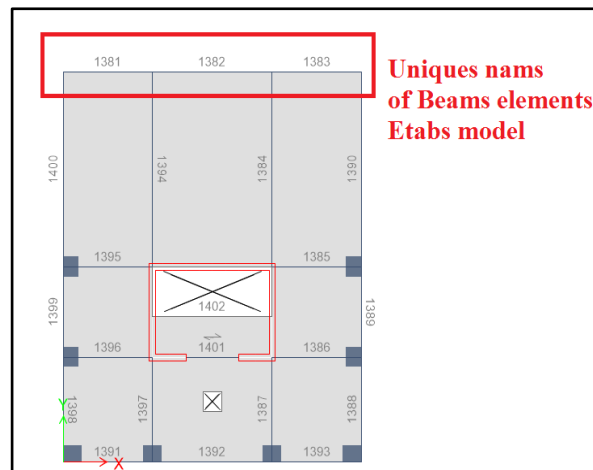 1381 1382 1383
Uniques nams
of Beams elements
Etabs model
1400 1394 1384 1390
1395 1385
1399 1402 1389
1396 1401 1386
1398 1397 1387 1388
1391 1392 1393
X
Y